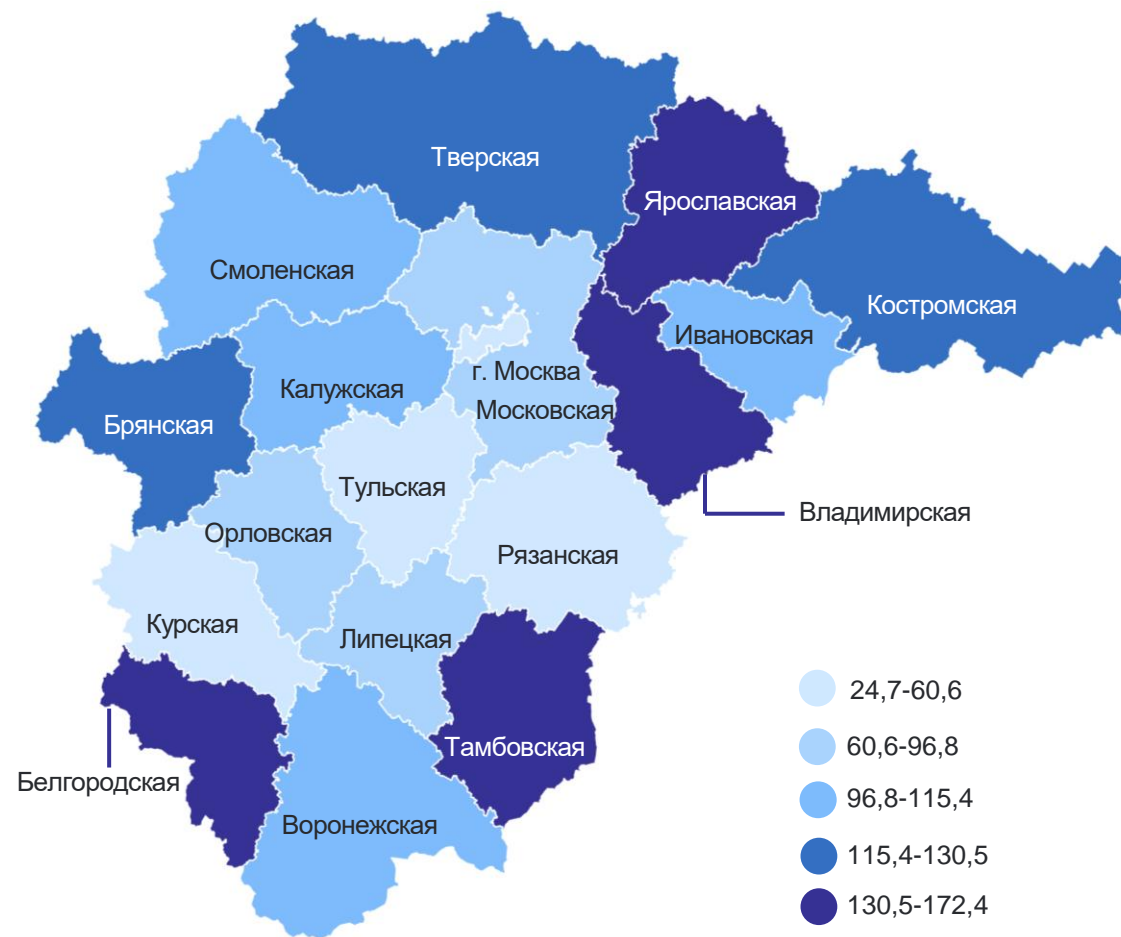 Тверская
Ярославская
Смоленская
Костромская
Ивановская
г. Москва
Калужская
Московская
Брянская
Тульская
Владимирская
Орловская
Рязанская
Курская
Липецкая
Тамбовская
Белгородская
Воронежская
24,7-60,6
60,6-96,8
96,8-115,4
115,4-130,5
130,5-172,4